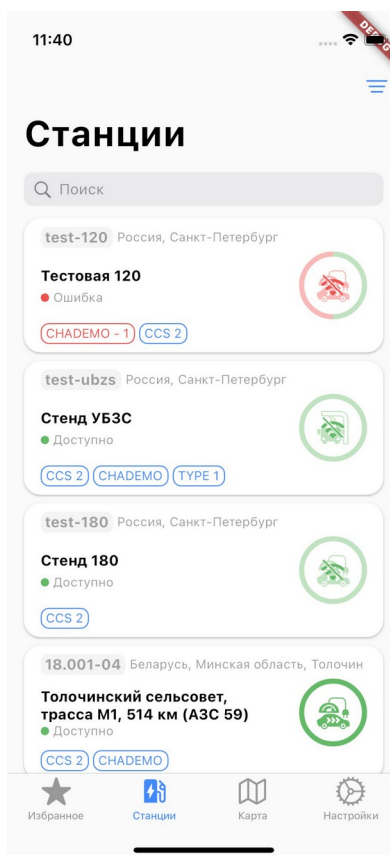 11:40
DEBUG
Станции
Поиск
test-120 Россия, Санкт-Петербург
Тестовая 120
Ошибка
CHADEMO - 1 CCS 2
test-ubzs Россия, Санкт-Петербург
Стенд УБЗС
Доступно
CCS 2 CHADEMO TYPE 1
test-180 Россия, Санкт-Петербург
Стенд 180
Доступно
CCS 2
18.001-04 Беларусь, Минская область, Толочин
Толочинский сельсовет,
трасса М1, 514 км (АЗС 59)
Доступно
CCS 2 CHADEMO
Избранное Станции Карта Настройки